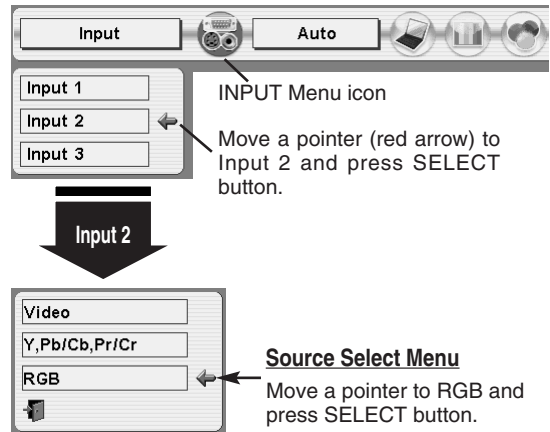 Input
Auto
Input 1
Input 2
Input 3
INPUT Menu icon
Move a pointer (red arrow) to
Input 2 and press SELECT
button.
Input 2
Video
Y,Pb/Cb,Pr/Cr
RGB
Source Select Menu
Move a pointer to RGB and
press SELECT button.